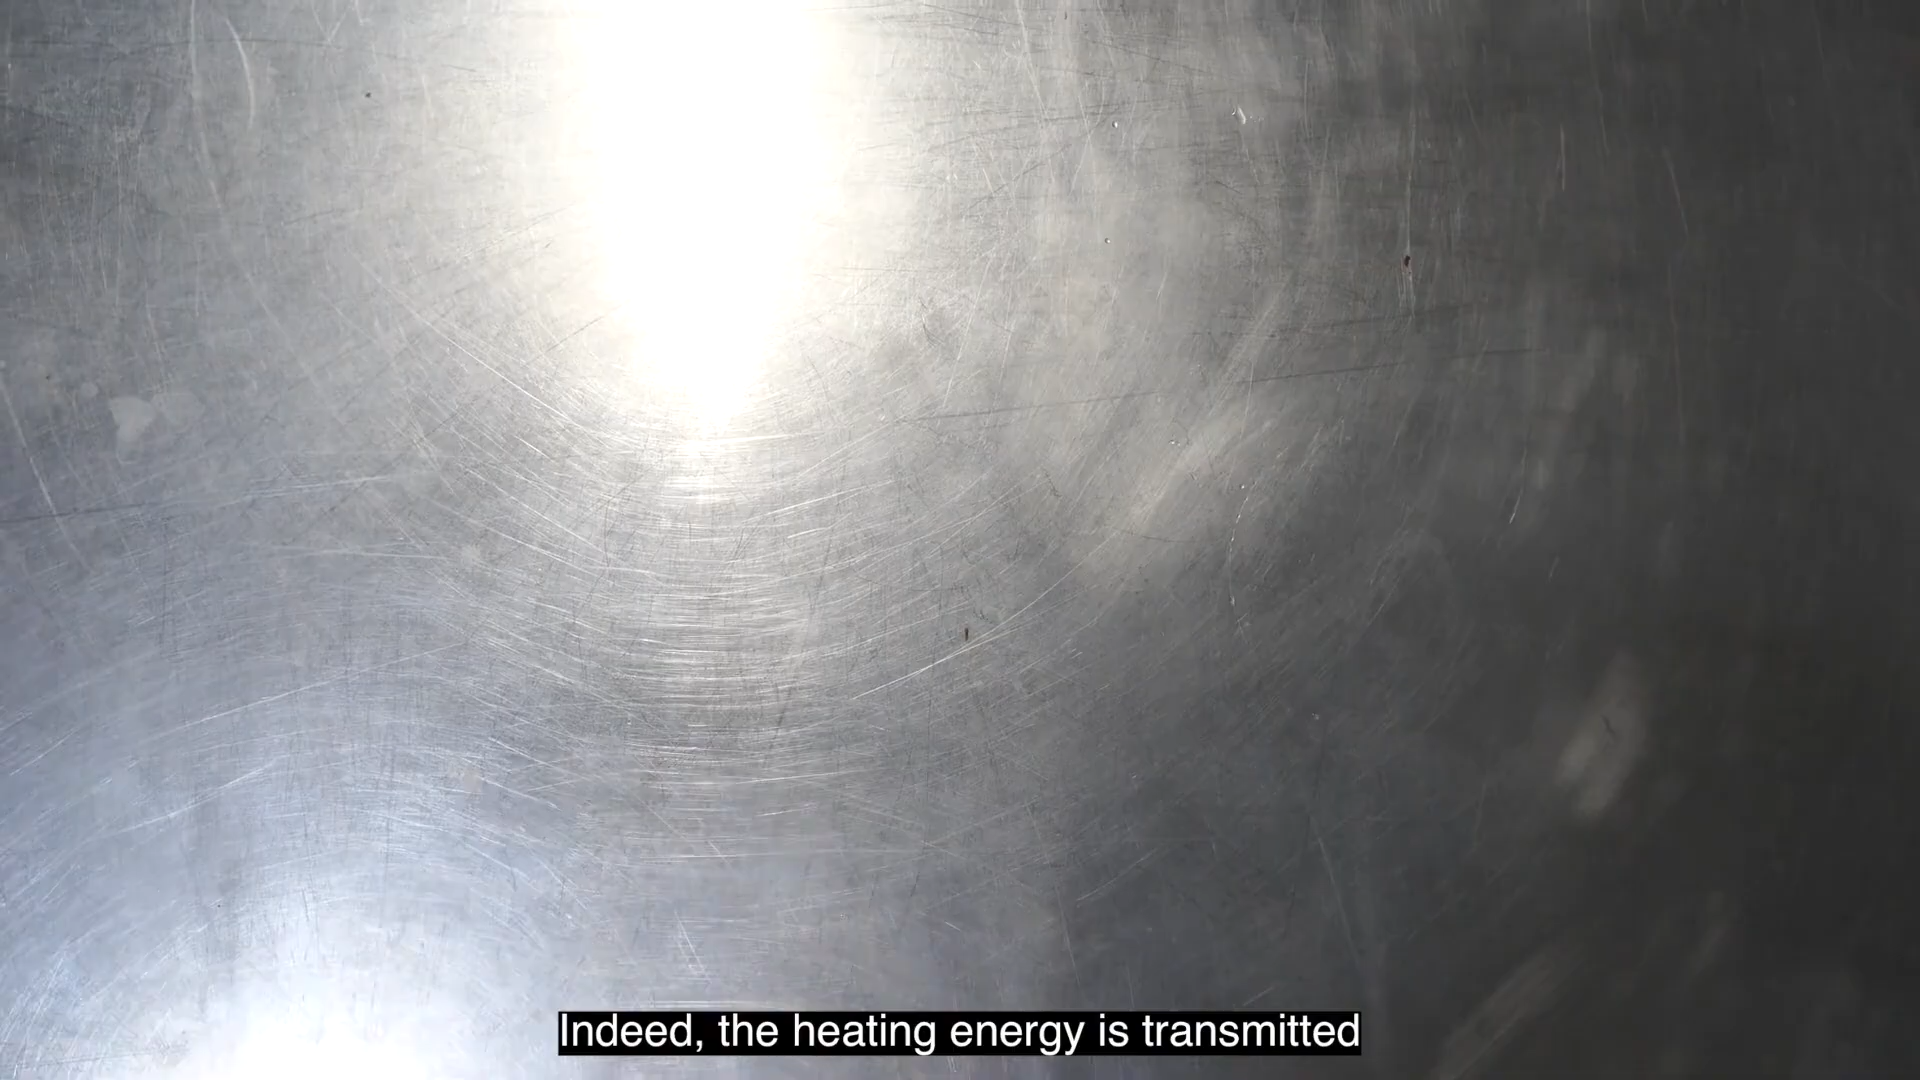 Indeed, the heating energy is transmitted